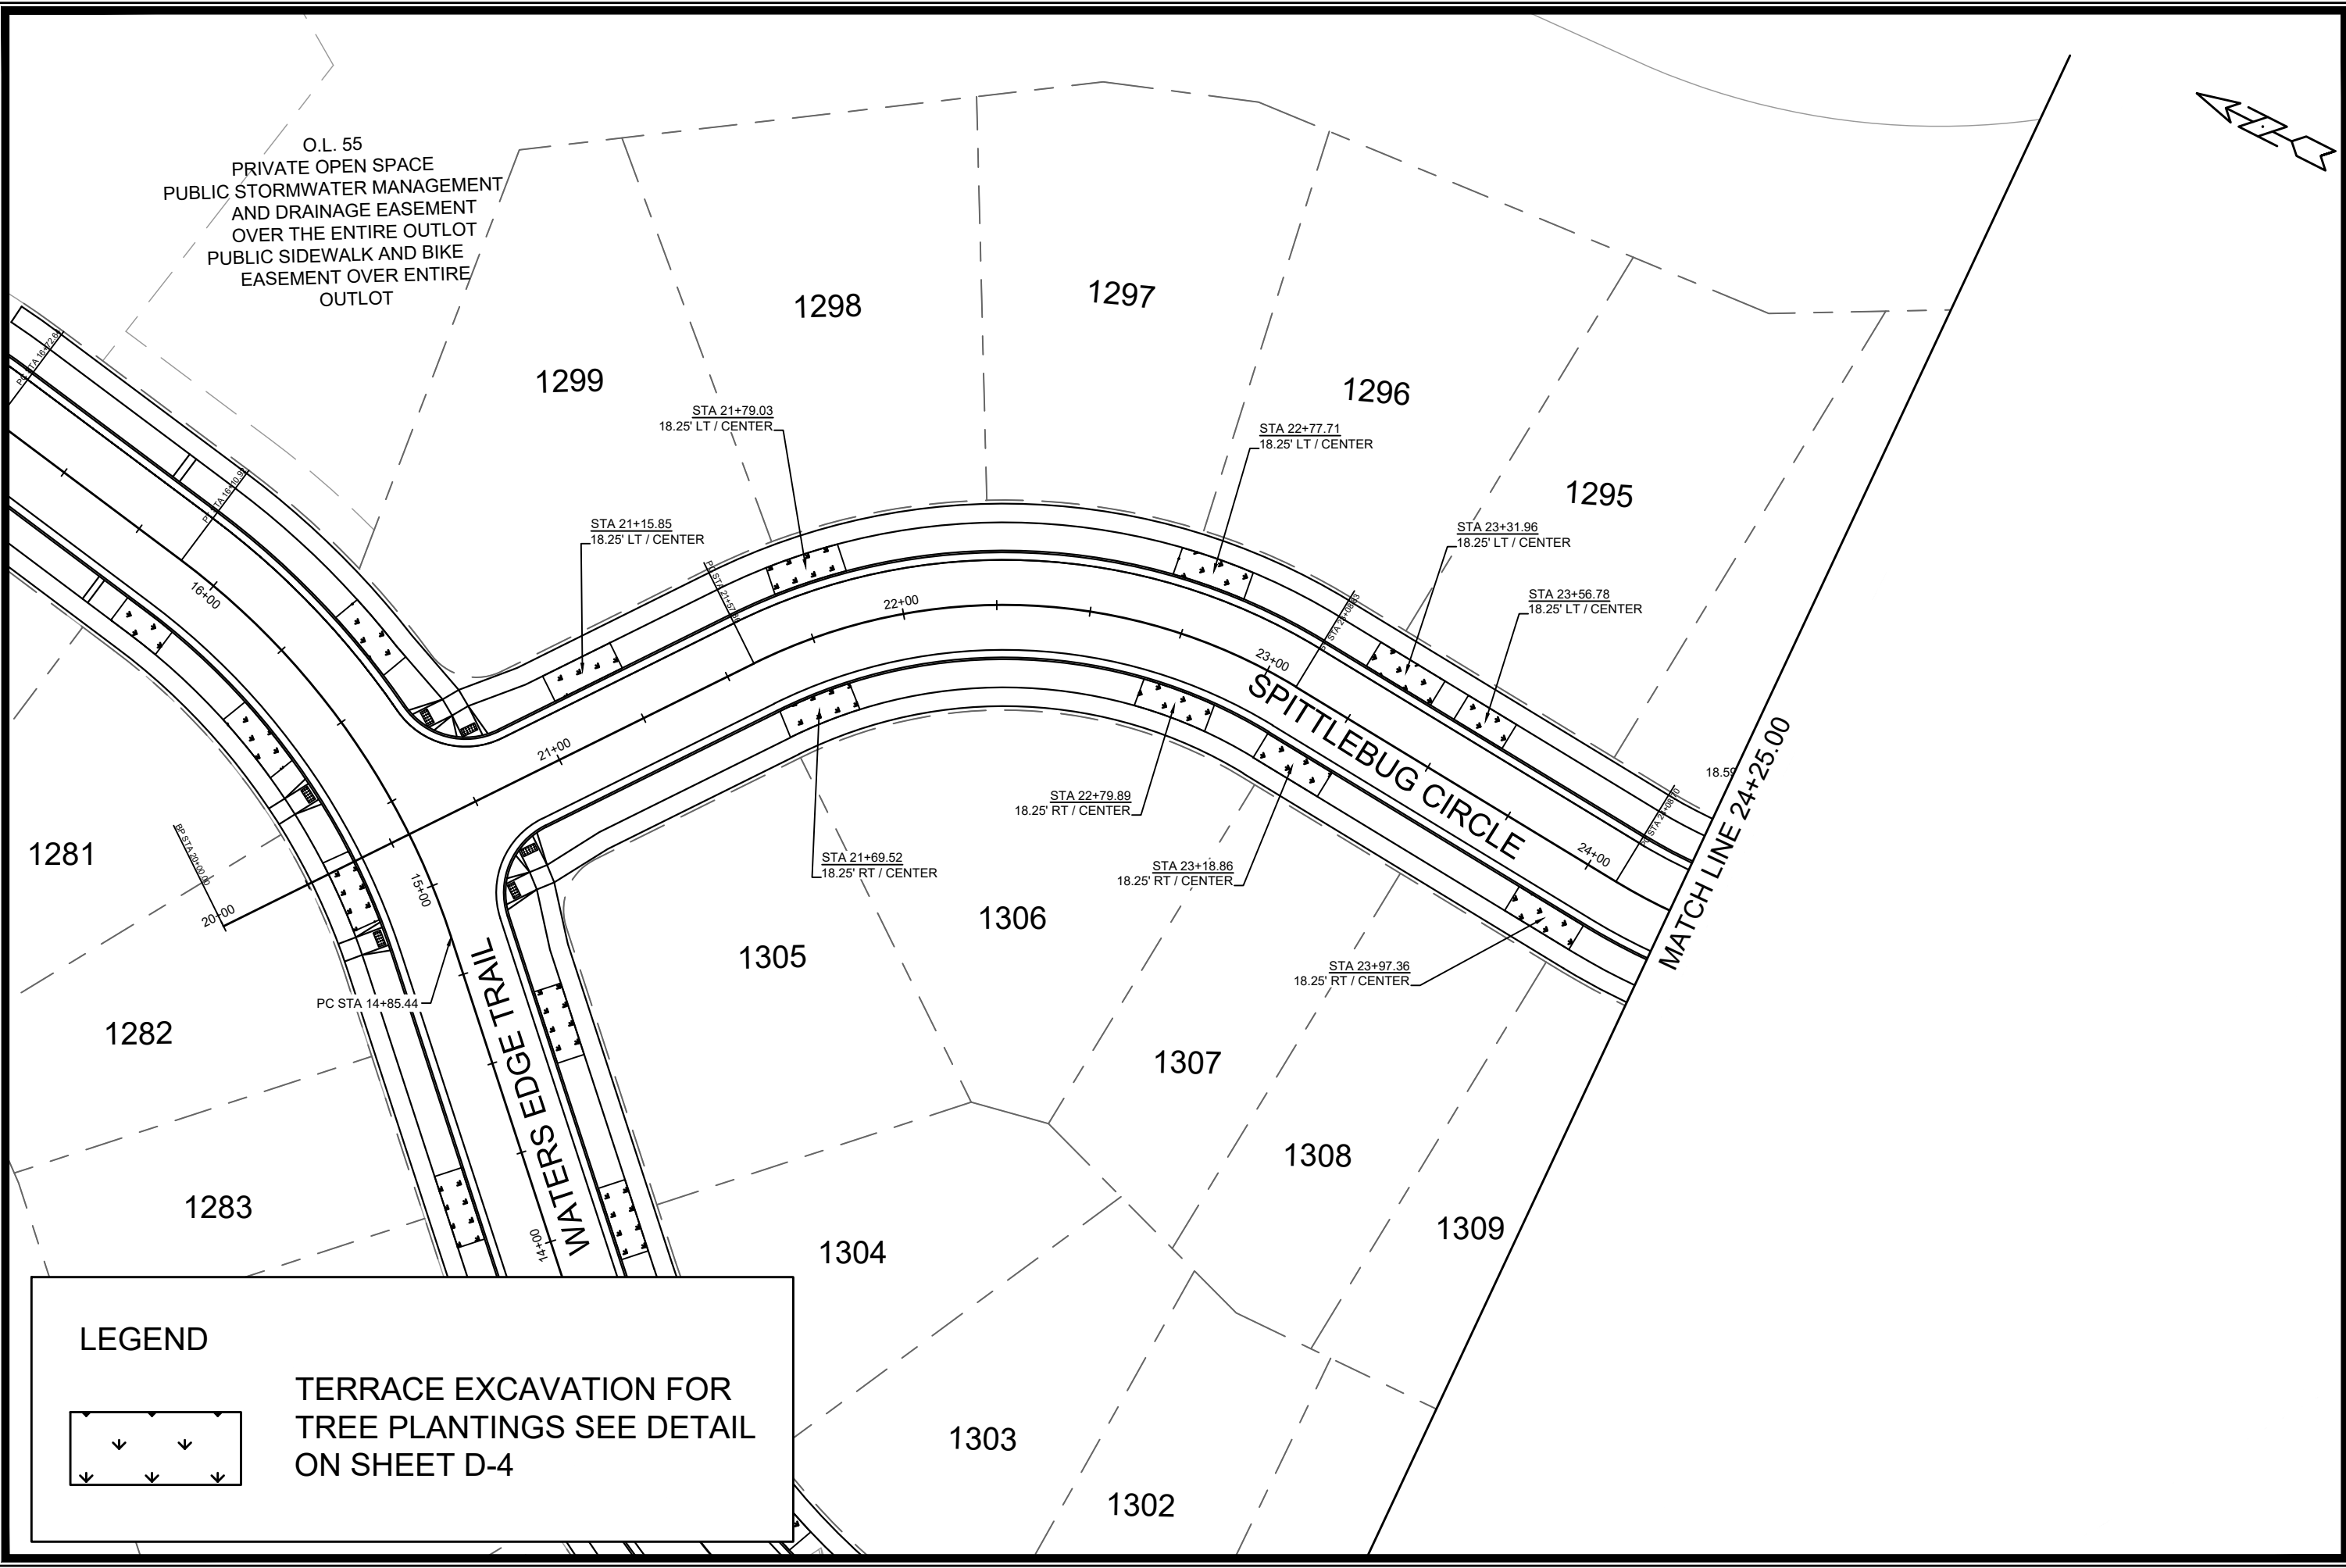 O.L. 55
PRIVATE OPEN SPACE
PUBLIC STORMWATER MANAGEMENT
AND DRAINAGE EASEMENT
OVER THE ENTIRE OUTLOT
PUBLIC SIDEWALK AND BIKE
EASEMENT OVER ENTIRE
OUTLOT
1299
1298
1297
1296
1295
STA 21+79.03
18.25' LT / CENTER
STA 22+77.71
18.25' LT / CENTER
STA 21+15.85
18.25' LT / CENTER
STA 23+31.96
18.25' LT / CENTER
STA 23+56.78
18.25' LT / CENTER
16+00
22+00
23+00
21+00
24+00
15+00
20+00
14+00
BP STA 20+00.00
SPITTLEBUG CIRCLE
18.59
MATCH LINE 24+25.00
STA 22+79.89
18.25' RT / CENTER
STA 21+69.52
18.25' RT / CENTER
STA 23+18.86
18.25' RT / CENTER
STA 23+97.36
18.25' RT / CENTER
PC STA 14+85.44
WATERS EDGE TRAIL
1281
1282
1283
1305
1306
1307
1308
1309
1304
1303
1302
LEGEND
TERRACE EXCAVATION FOR
TREE PLANTINGS SEE DETAIL
ON SHEET D-4